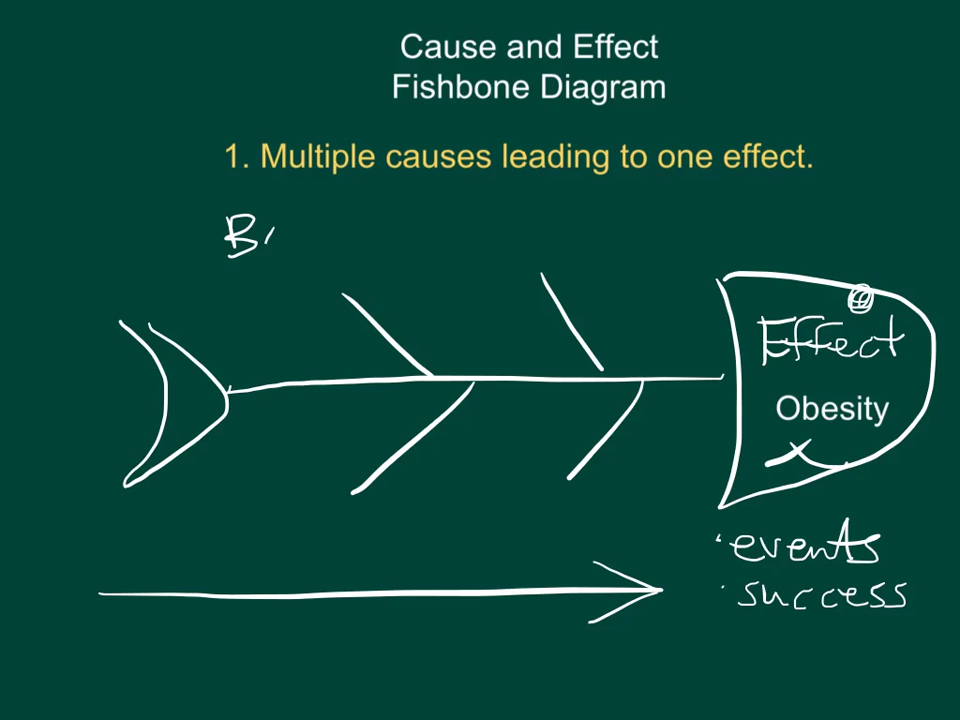 Cause and Effect
Fishbone Diagram
1. Multiple causes leading to one effect.
B
Effect
Obesity
events
success